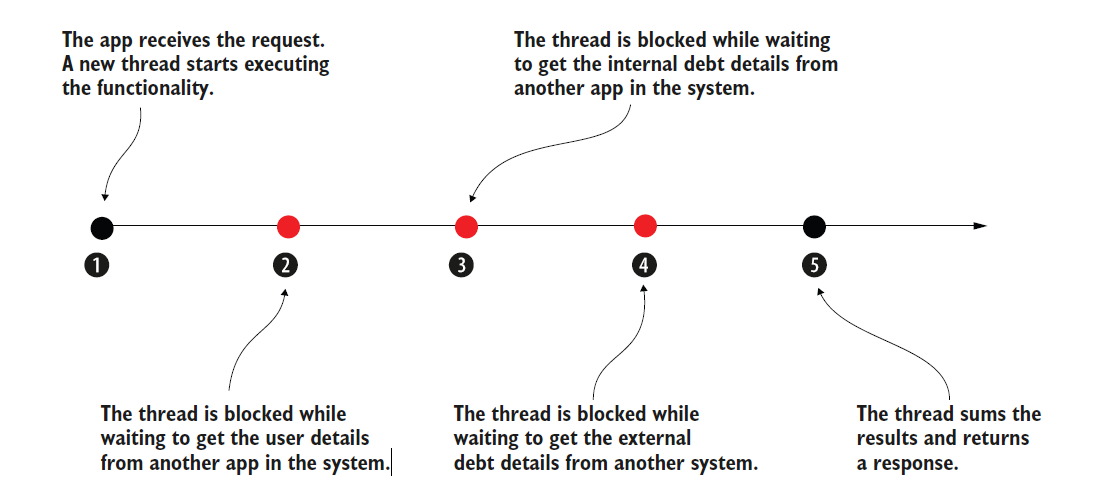 The app receives the request.
A new thread starts executing
the functionality.
The thread is blocked while waiting
to get the internal debt details from
another app in the system.
1
2
3
4
5
The thread is blocked while
waiting to get the user details
from another app in the system.
The thread is blocked while
waiting to get the external
debt details from another system.
The thread sums the
results and returns
a response.